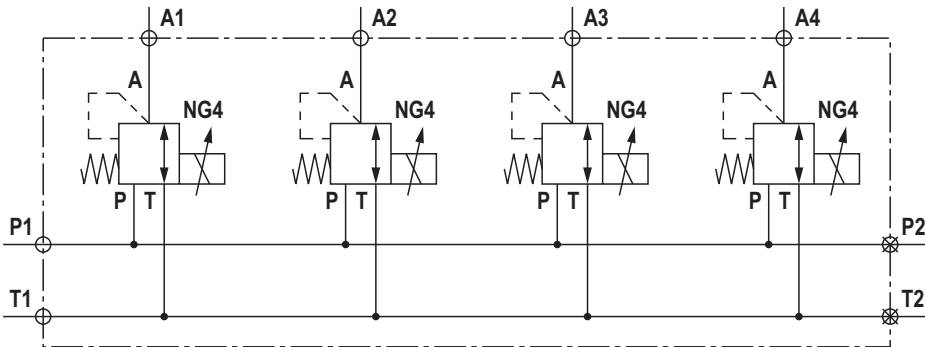 A1 A2 A3 A4
A A A A
NG4 NG4 NG4 NG4
P T P T P T P T
P1 P2
T1 T2